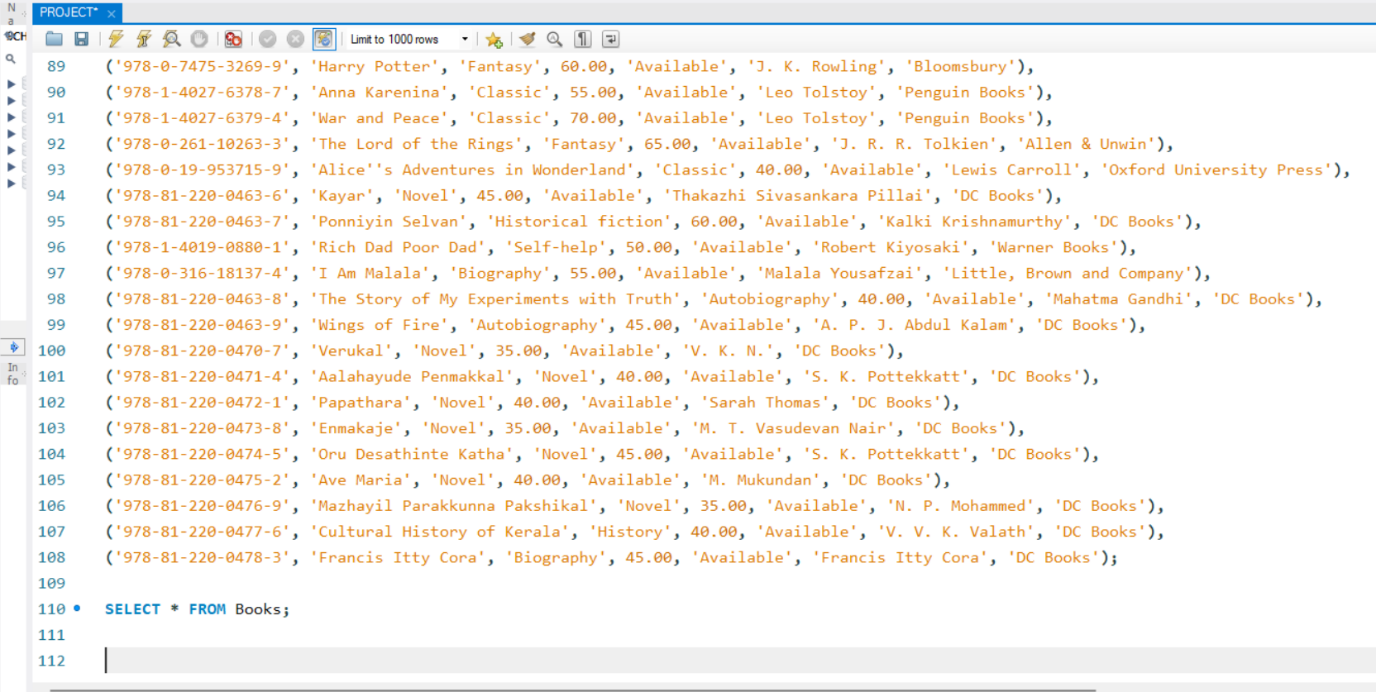 N
a
PROJECT* ×
SCH
Limit to 1000 rows
89 ('978-0-7475-3269-9', 'Harry Potter', 'Fantasy', 60.00, 'Available', 'J. K. Rowling', 'Bloomsbury'),
90 ('978-1-4027-6378-7', 'Anna Karenina', 'Classic', 55.00, 'Available', 'Leo Tolstoy', 'Penguin Books'),
91 ('978-1-4027-6379-4', 'War and Peace', 'Classic', 70.00, 'Available', 'Leo Tolstoy', 'Penguin Books'),
92 ('978-0-261-10263-3', 'The Lord of the Rings', 'Fantasy', 65.00, 'Available', 'J. R. R. Tolkien', 'Allen & Unwin'),
93 ('978-0-19-953715-9', 'Alice''s Adventures in Wonderland', 'Classic', 40.00, 'Available', 'Lewis Carroll', 'Oxford University Press'),
94 ('978-81-220-0463-6', 'Kayar', 'Novel', 45.00, 'Available', 'Thakazhi Sivasankara Pillai', 'DC Books'),
95 ('978-81-220-0463-7', 'Ponniyin Selvan', 'Historical fiction', 60.00, 'Available', 'Kalki Krishnamurthy', 'DC Books'),
96 ('978-1-4019-0880-1', 'Rich Dad Poor Dad', 'Self-help', 50.00, 'Available', 'Robert Kiyosaki', 'Warner Books'),
97 ('978-0-316-18137-4', 'I Am Malala', 'Biography', 55.00, 'Available', 'Malala Yousafzai', 'Little, Brown and Company'),
98 ('978-81-220-0463-8', 'The Story of My Experiments with Truth', 'Autobiography', 40.00, 'Available', 'Mahatma Gandhi', 'DC Books'),
99 ('978-81-220-0463-9', 'Wings of Fire', 'Autobiography', 45.00, 'Available', 'A. P. J. Abdul Kalam', 'DC Books'),
100 ('978-81-220-0470-7', 'Verukal', 'Novel', 35.00, 'Available', 'V. K. N.', 'DC Books'),
101 ('978-81-220-0471-4', 'Aalahayude Penmakkal', 'Novel', 40.00, 'Available', 'S. K. Pottekkatt', 'DC Books'),
102 ('978-81-220-0472-1', 'Papathara', 'Novel', 40.00, 'Available', 'Sarah Thomas', 'DC Books'),
103 ('978-81-220-0473-8', 'Enmakaje', 'Novel', 35.00, 'Available', 'M. T. Vasudevan Nair', 'DC Books'),
104 ('978-81-220-0474-5', 'Oru Desathinte Katha', 'Novel', 45.00, 'Available', 'S. K. Pottekkatt', 'DC Books'),
105 ('978-81-220-0475-2', 'Ave Maria', 'Novel', 40.00, 'Available', 'M. Mukundan', 'DC Books'),
106 ('978-81-220-0476-9', 'Mazhayil Parakkunna Pakshikal', 'Novel', 35.00, 'Available', 'N. P. Mohammed', 'DC Books'),
107 ('978-81-220-0477-6', 'Cultural History of Kerala', 'History', 40.00, 'Available', 'V. V. K. Valath', 'DC Books'),
108 ('978-81-220-0478-3', 'Francis Itty Cora', 'Biography', 45.00, 'Available', 'Francis Itty Cora', 'DC Books');
109
110 SELECT * FROM Books;
111
112
In
fo